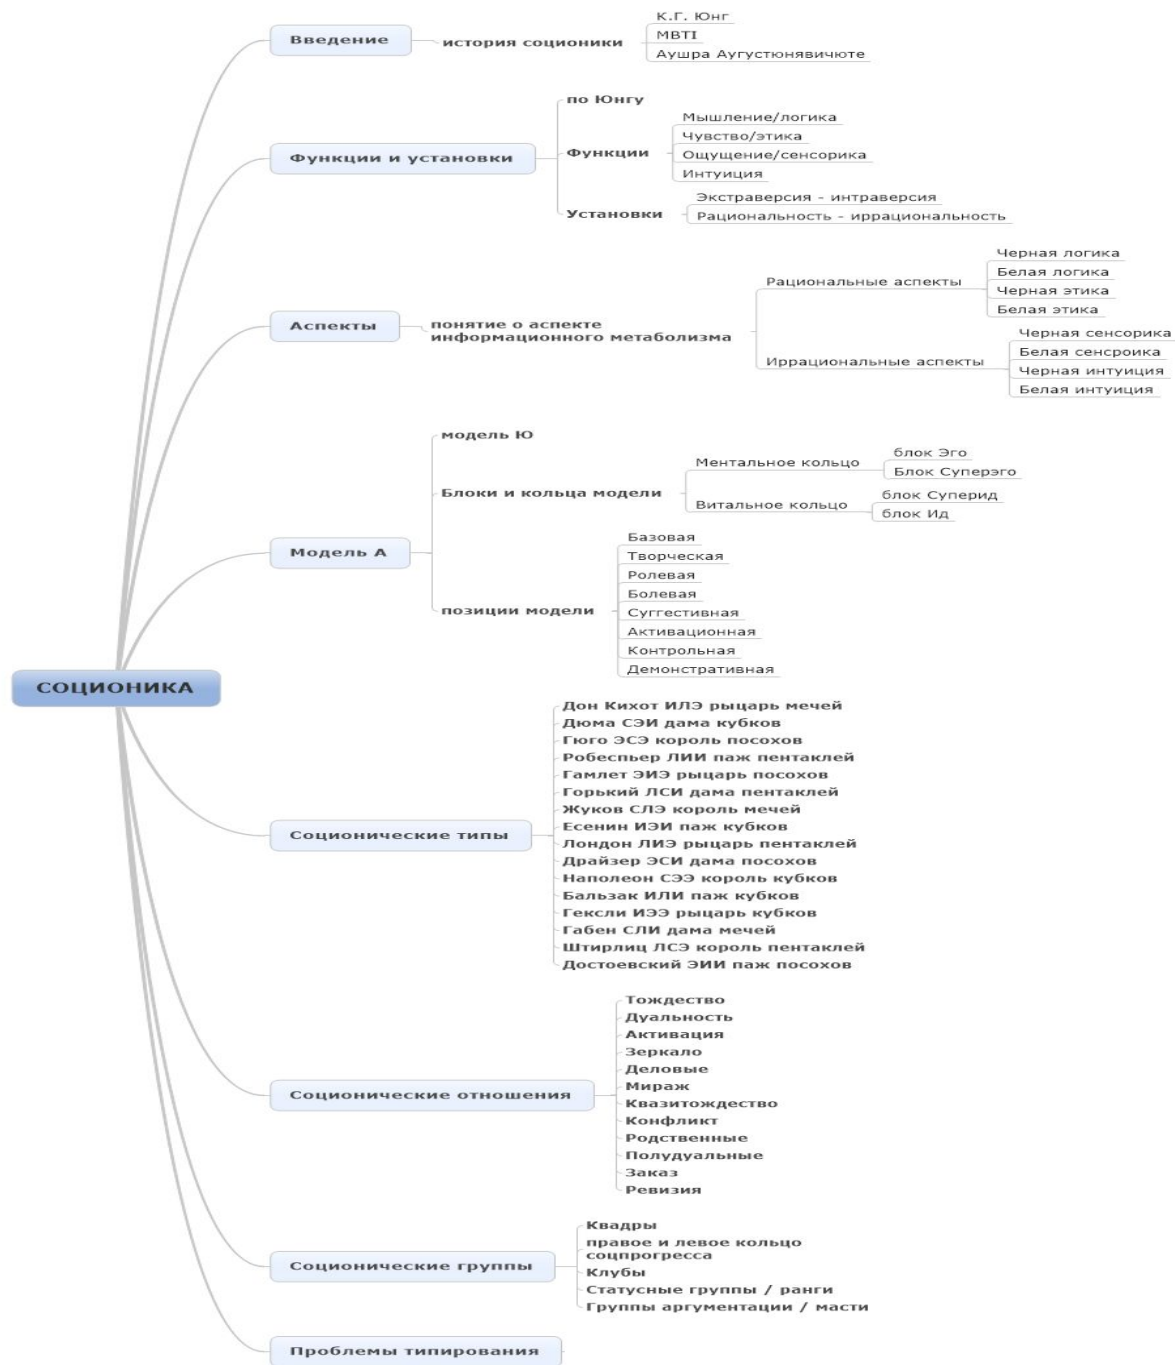 СОЦИОНИКА
Введение
история соционики
К.Г. Юнг
MBTI
Аушра Аугустюнявичюте
Функции и установки
по Юнгу
Функции
Мышление/логика
Чувство/этика
Ощущение/сенсорика
Интуиция
Установки
Экстраверсия - интраверсия
Рациональность - иррациональность
Аспекты
понятие о аспекте
информационного метаболизма
Рациональные аспекты
Черная логика
Белая логика
Черная этика
Белая этика
Иррациональные аспекты
Черная сенсорика
Белая сенсроика
Черная интуиция
Белая интуиция
Модель А
модель Ю
Блоки и кольца модели
Ментальное кольцо
блок Эго
Блок Суперэго
Витальное кольцо
блок Суперид
блок Ид
позиции модели
Базовая
Творческая
Ролевая
Болевая
Суггестивная
Активационная
Контрольная
Демонстративная
Соционические типы
Дон Кихот ИЛЭ рыцарь мечей
Дюма СЭИ дама кубков
Гюго ЭСЭ король посохов
Робеспьер ЛИИ паж пентаклей
Гамлет ЭИЭ рыцарь посохов
Горький ЛСИ дама пентаклей
Жуков СЛЭ король мечей
Есенин ИЭИ паж кубков
Лондон ЛИЭ рыцарь пентаклей
Драйзер ЭСИ дама посохов
Наполеон СЭЭ король кубков
Бальзак ИЛИ паж кубков
Гексли ИЭЭ рыцарь кубков
Габен СЛИ дама мечей
Штирлиц ЛСЭ король пентаклей
Достоевский ЭИИ паж посохов
Соционические отношения
Тождество
Дуальность
Активация
Зеркало
Деловые
Мираж
Квазитождество
Конфликт
Родственные
Полудуальные
Заказ
Ревизия
Соционические группы
Квадры
правое и левое кольцо
соцпрогресса
Клубы
Статусные группы / ранги
Группы аргументации / масти
Проблемы типирования